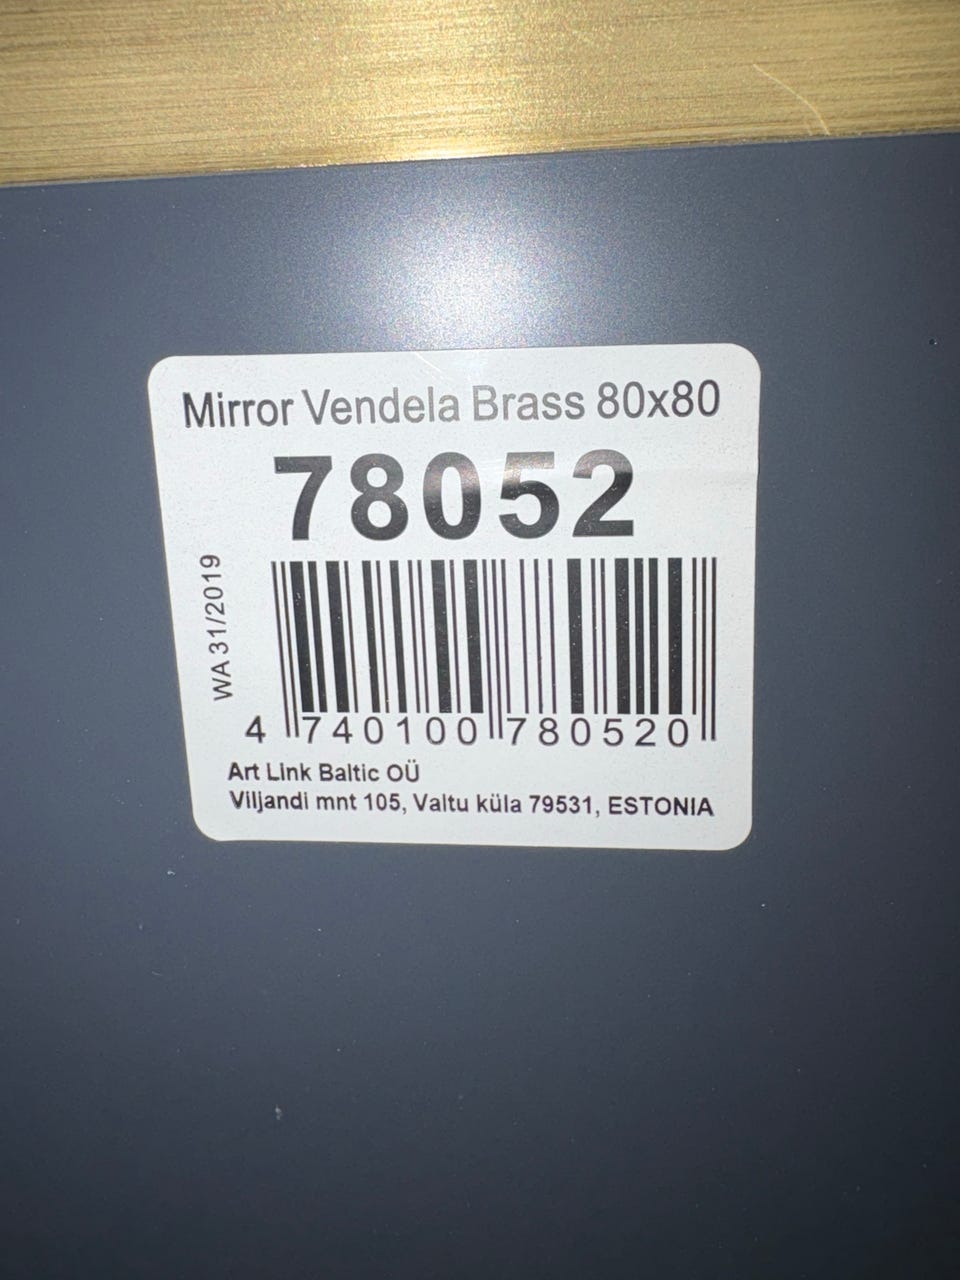 Mirror Vendela Brass 80x80
78052
WA 31/2019
4 740100 780520
Art Link Baltic OÜ
Viljandi mnt 105, Valtu küla 79531, ESTONIA